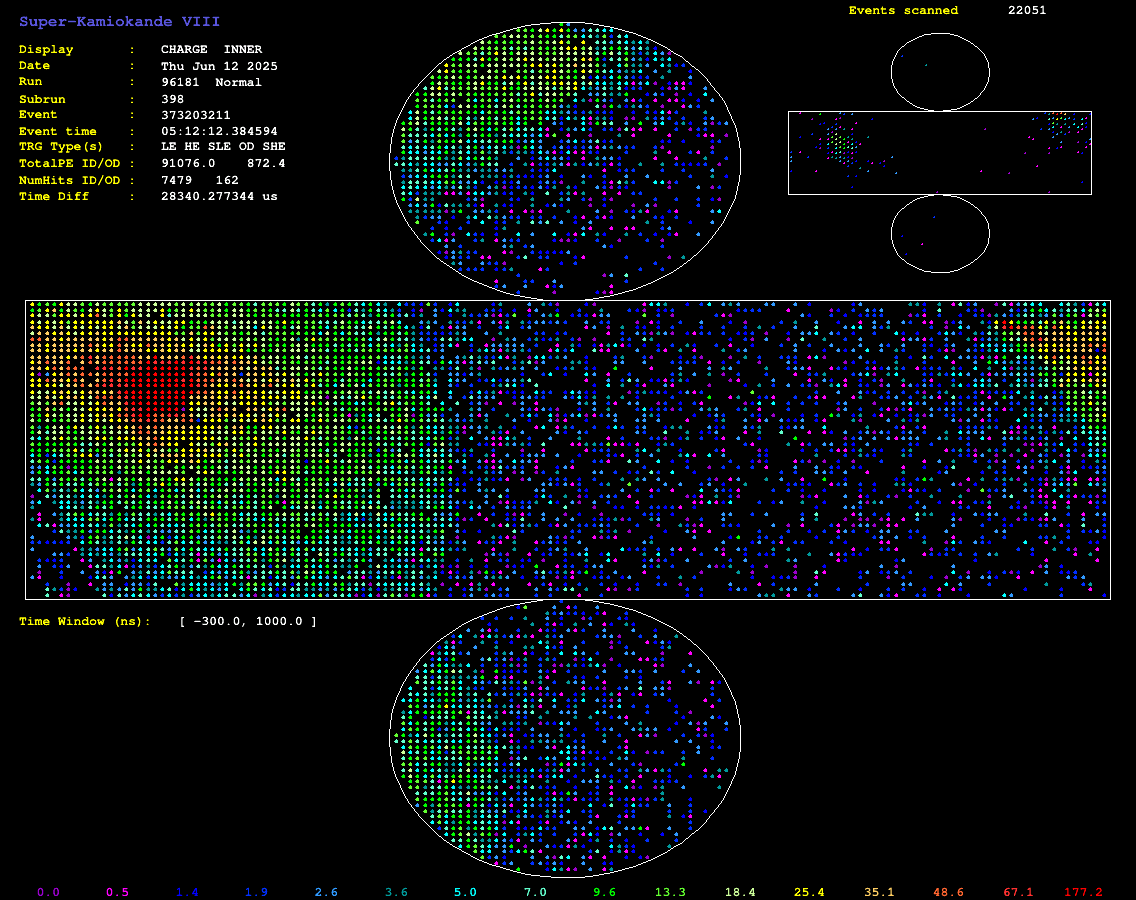 Super-Kamiokande VIII
Events scanned 22051
Display : CHARGE INNER
Date : Thu Jun 12 2025
Run : 96181 Normal
Subrun : 398
Event : 373203211
Event time : 05:12:12.384594
TRG Type(s) : LE HE SLE OD SHE
TotalPE ID/OD : 91076.0 872.4
NumHits ID/OD : 7479 162
Time Diff : 28340.277344 us
Time Window (ns): [ −300.0, 1000.0 ]
0.0 0.5 1.4 1.9 2.6 3.6 5.0 7.0 9.6 13.3 18.4 25.4 35.1 48.6 67.1 177.2